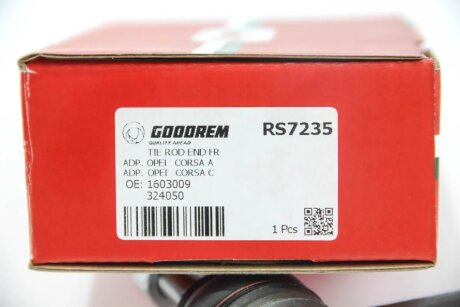 GOODREM RS7235
QUALITY AHEAD
TIE ROD END FR
ADP. OPEL CORSA A
ADP. OPEL CORSA C
OE: 1603009
324050
1 Pcs